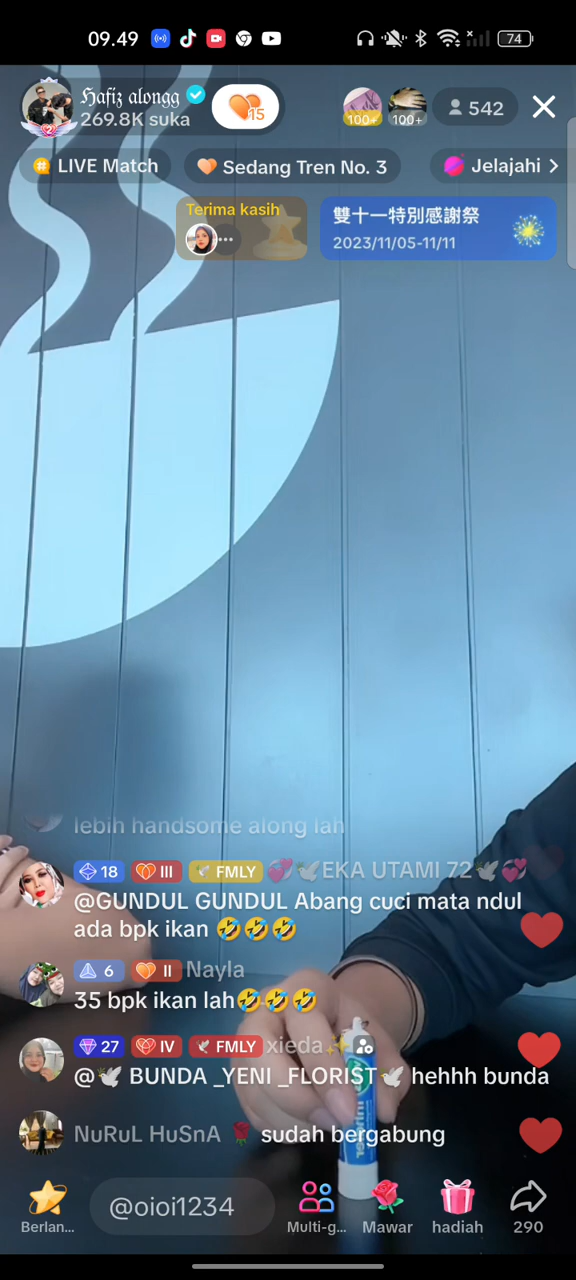 09.49
74
Hafiz alongg
269.8K suka
15
100+
100+
542
LIVE Match
Sedang Tren No. 3
Jelajahi
Terima kasih
雙十一特別感謝祭
2023/11/05-11/11
lebih handsome along lah
18 III FMLY 💞🕊EKA UTAMI 72🕊💞
@GUNDUL GUNDUL Abang cuci mata ndul
ada bpk ikan 🤣🤣🤣
6 II Nayla
35 bpk ikan lah🤣🤣🤣
27 IV FMLY xieda✨
@🕊 BUNDA _YENI _FLORIST🕊 hehhh bunda
NuRuL HuSnA 🌹 sudah bergabung
@oioi1234
Berlan...
Multi-g...
Mawar
hadiah
290